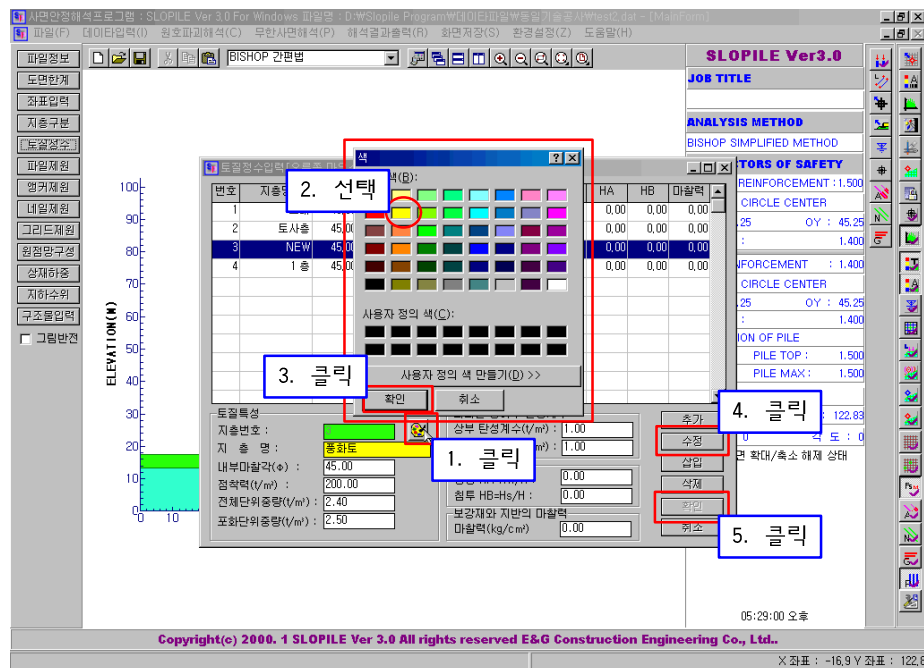 사면안정해석프로그램 : SLOPILE Ver 3.0 For Windows 파일명 : D:\Slopile Program\데이타파일\동일기술공사\test2.dat - [MainForm]
파일(F) 데이타입력(I) 원호파괴해석(C) 무한사면해석(P) 해석결과출력(R) 화면저장(S) 환경설정(Z) 도움말(H)
BISHOP 간편법
파일정보
도면한계
좌표입력
지층구분
토질정수
파일제원
앵커제원
네일제원
그리드제원
원점망구성
상재하중
지하수위
구조물입력
그림반전
ELEVATION(M)
100
90
80
70
60
50
40
30
20
10
0
0 10
토질정수입력
번호 지층명 HA HB 마찰력
1 0,00 0,00 0,00
2 토사층 45,00 0,00 0,00 0,00
3 NEW 45,00 0,00 0,00 0,00
4 1 층 45,00 0,00 0,00 0,00
색
색(B):
사용자 정의 색(C):
사용자 정의 색 만들기(D) >>
확인 취소
1. 클릭
2. 선택
3. 클릭
4. 클릭
5. 클릭
토질특성
지층번호 : 3
지 층 명 : 풍화토
내부마찰각(Φ) : 45.00
점착력(t/m²) : 200.00
전체단위중량(t/m³) : 2.40
포화단위중량(t/m³) : 2.50
상부 탄성계수(t/m²) : 1.00
1.00
0.00
침투 HB=Hs/H : 0.00
보강재와 지반의 마찰력
마찰력(kg/cm²) 0.00
추가
수정
삽입
삭제
확인
취소
SLOPILE Ver3.0
JOB TITLE
ANALYSIS METHOD
BISHOP SIMPLIFIED METHOD
TORS OF SAFETY
REINFORCEMENT : 1.500
CIRCLE CENTER
.25 OY : 45.25
: 1.400
: 1.400
CIRCLE CENTER
.25 OY : 45.25
: 1.400
ION OF PILE
PILE TOP : 1.500
PILE MAX : 1.500
: 122.83
0 각 도 : 0
면 확대/축소 해제 상태
05:29:00 오후
Copyright(c) 2000. 1 SLOPILE Ver 3.0 All rights reserved E&G Construction Engineering Co., Ltd..
X 좌표 : -16,9 Y 좌표 : 122,8